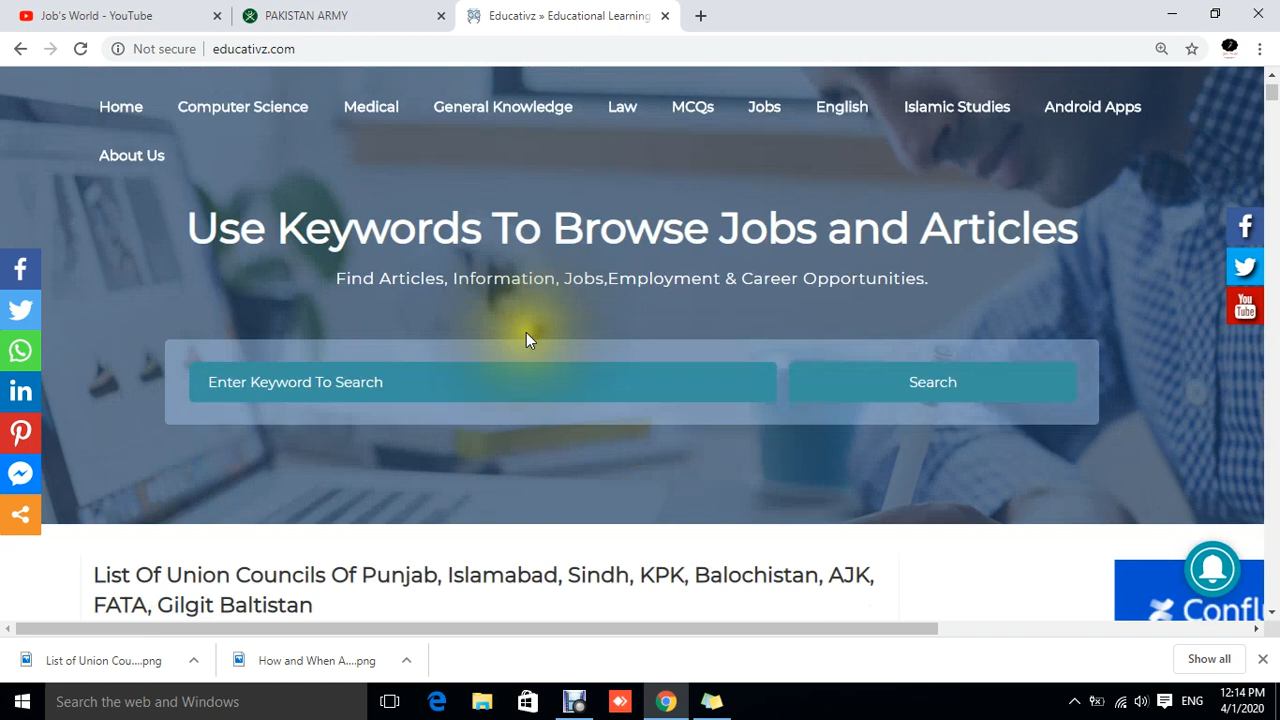 Job's World - YouTube
PAKISTAN ARMY
Educativz » Educational Learning
Not secure
educativz.com
Home
Computer Science
Medical
General Knowledge
Law
MCQs
Jobs
English
Islamic Studies
Android Apps
About Us
Use Keywords To Browse Jobs and Articles
Find Articles, Information, Jobs,Employment & Career Opportunities.
Enter Keyword To Search
Search
List Of Union Councils Of Punjab, Islamabad, Sindh, KPK, Balochistan, AJK,
FATA, Gilgit Baltistan
Conflu
You
Tube
List of Union Cou....png
How and When A....png
Show all
Search the web and Windows
ENG
12:14 PM
4/1/2020